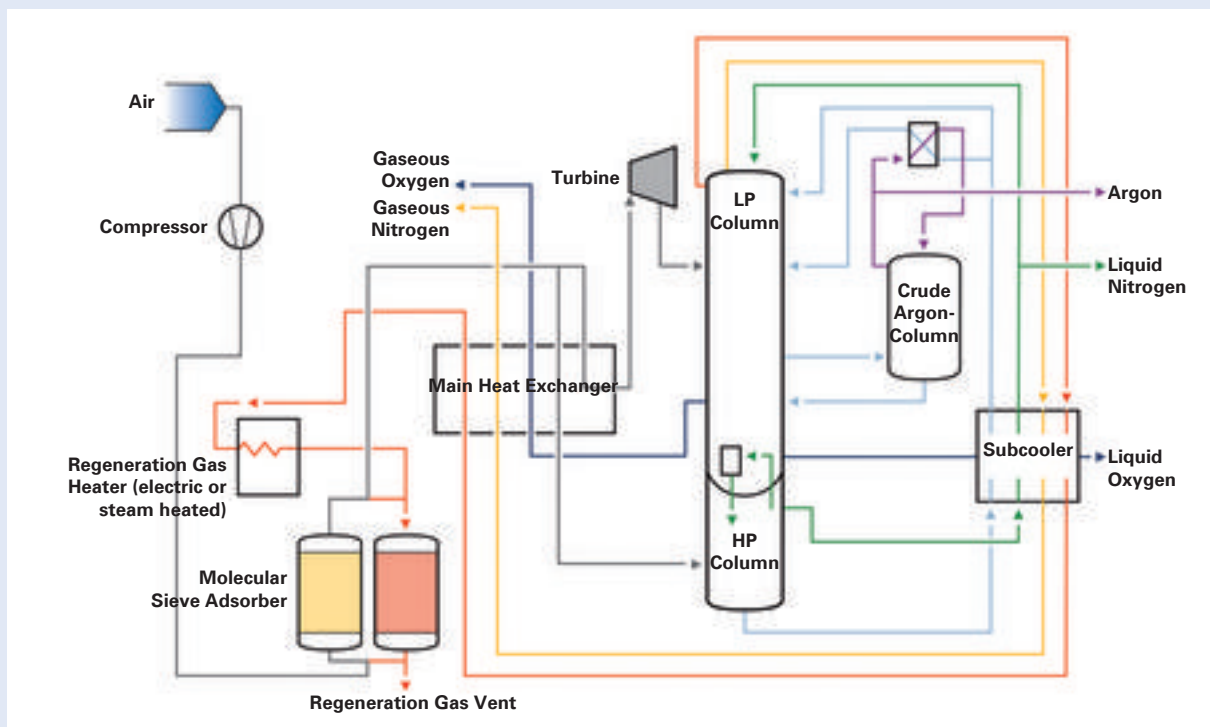 Air
Compressor
Gaseous
Oxygen
Gaseous
Nitrogen
Turbine
LP
Column
Argon
Liquid
Nitrogen
Crude
Argon-
Column
Main Heat Exchanger
Subcooler
Liquid
Oxygen
Regeneration Gas
Heater (electric or
steam heated)
HP
Column
Molecular
Sieve Adsorber
Regeneration Gas Vent